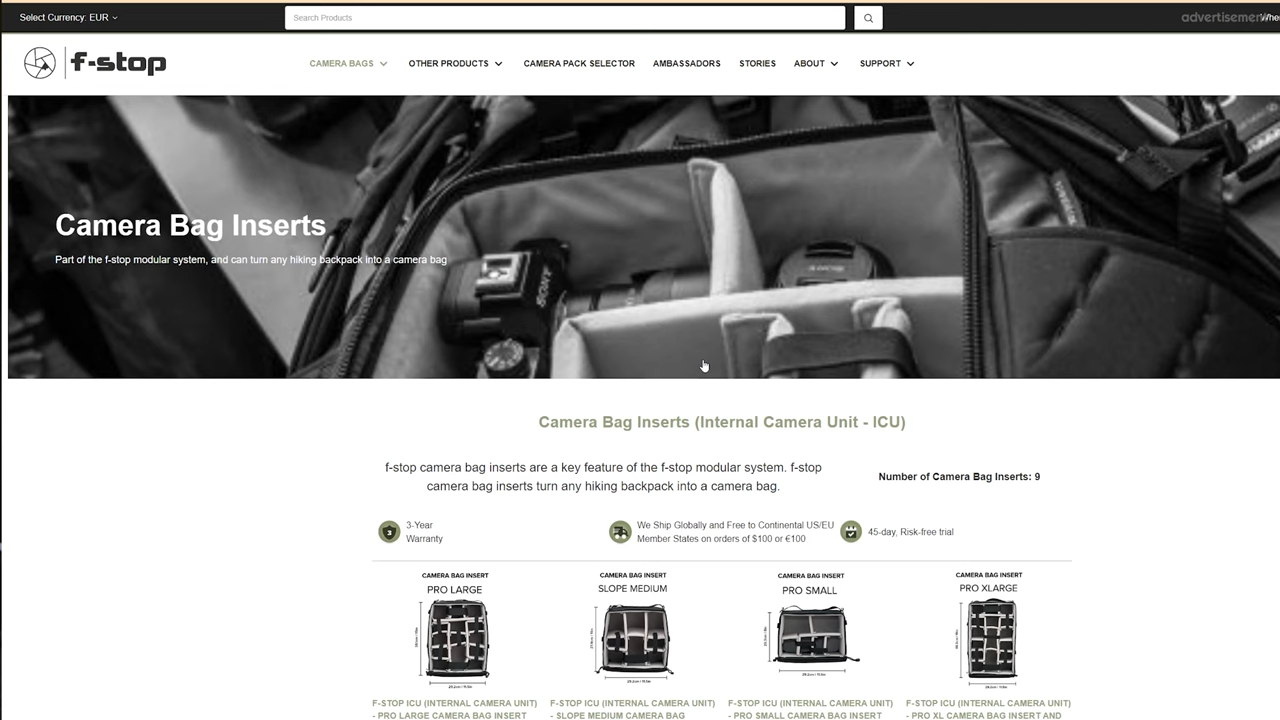 Select Currency: EUR
Search Products
advertisement
f-stop
CAMERA BAGS
OTHER PRODUCTS
CAMERA PACK SELECTOR
AMBASSADORS
STORIES
ABOUT
SUPPORT
Camera Bag Inserts
Part of the f-stop modular system, and can turn any hiking backpack into a camera bag
SONY
Camera Bag Inserts (Internal Camera Unit - ICU)
f-stop camera bag inserts are a key feature of the f-stop modular system. f-stop
camera bag inserts turn any hiking backpack into a camera bag.
Number of Camera Bag Inserts: 9
3-Year
Warranty
We Ship Globally and Free to Continental US/EU
Member States on orders of $100 or €100
45-day, Risk-free trial
CAMERA BAG INSERT
PRO LARGE
CAMERA BAG INSERT
SLOPE MEDIUM
CAMERA BAG INSERT
PRO SMALL
CAMERA BAG INSERT
PRO XLARGE
F-STOP ICU (INTERNAL CAMERA UNIT)
- PRO LARGE CAMERA BAG INSERT
F-STOP ICU (INTERNAL CAMERA UNIT)
- SLOPE MEDIUM CAMERA BAG
F-STOP ICU (INTERNAL CAMERA UNIT)
- PRO SMALL CAMERA BAG INSERT
F-STOP ICU (INTERNAL CAMERA UNIT)
- PRO XL CAMERA BAG INSERT AND